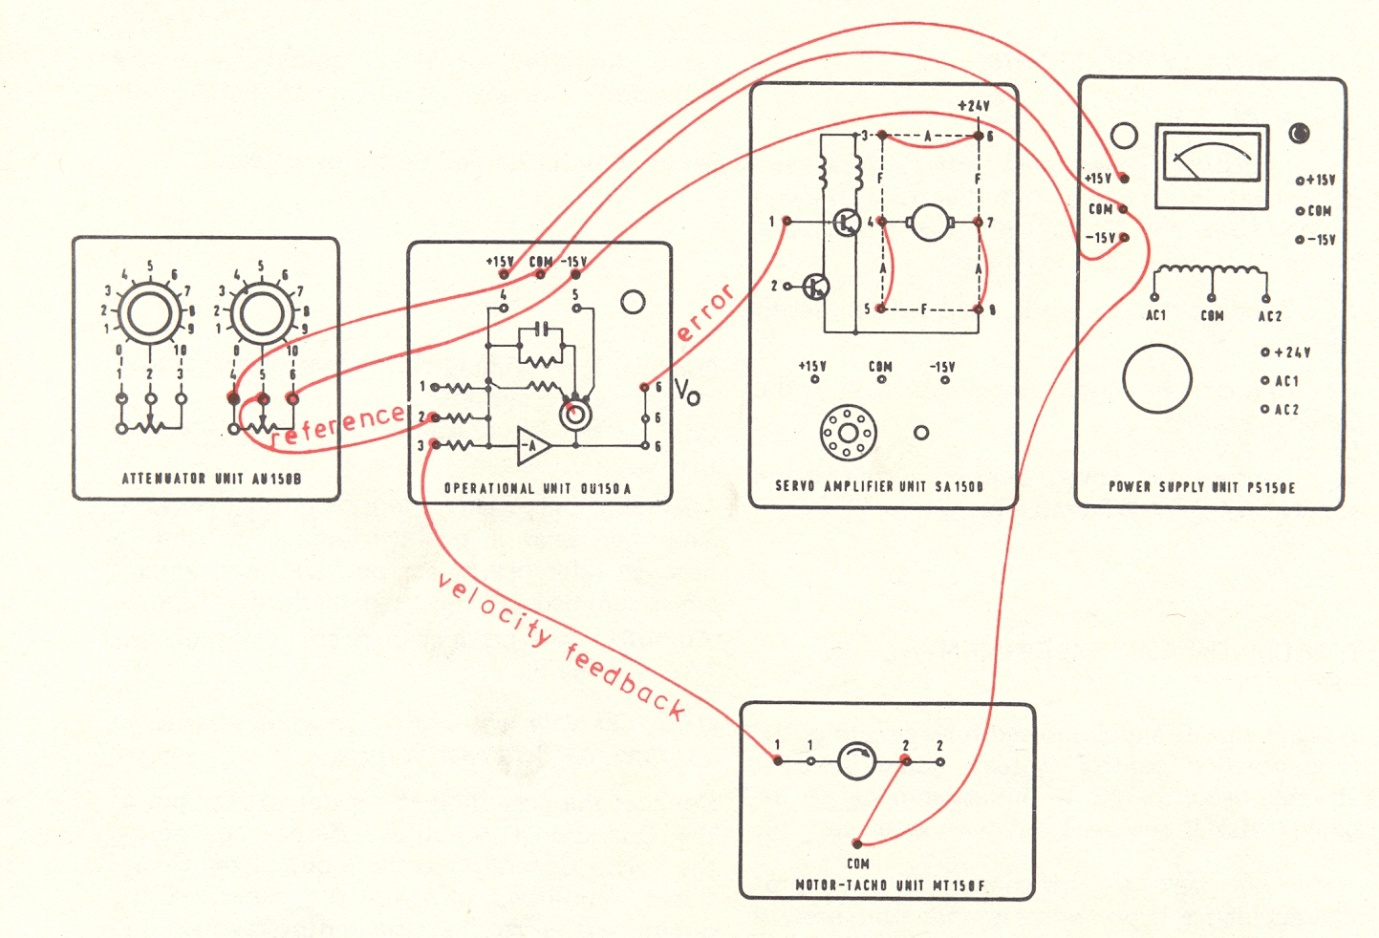 +24V
3 A 6
F F
+15V +15V
1 4 7
COM COM
-15V -15V
A A
2
5 F 8
AC1 COM AC2
+24V
AC1
AC2
+15V COM -15V
SERVO AMPLIFIER UNIT SA150D
POWER SUPPLY UNIT PS150E
+15V COM -15V
4 5
error
1 6
2 6
3 6
Vo
OPERATIONAL UNIT OU150A
0 1 2 3 4 5 6 7 8 9 10
0 1 2 3 4 5 6 7 8 9 10
1 2 3
4 5 6
reference
ATTENUATOR UNIT AU150B
velocity feedback
1 1 2 2
COM
MOTOR-TACHO UNIT MT150F
-A